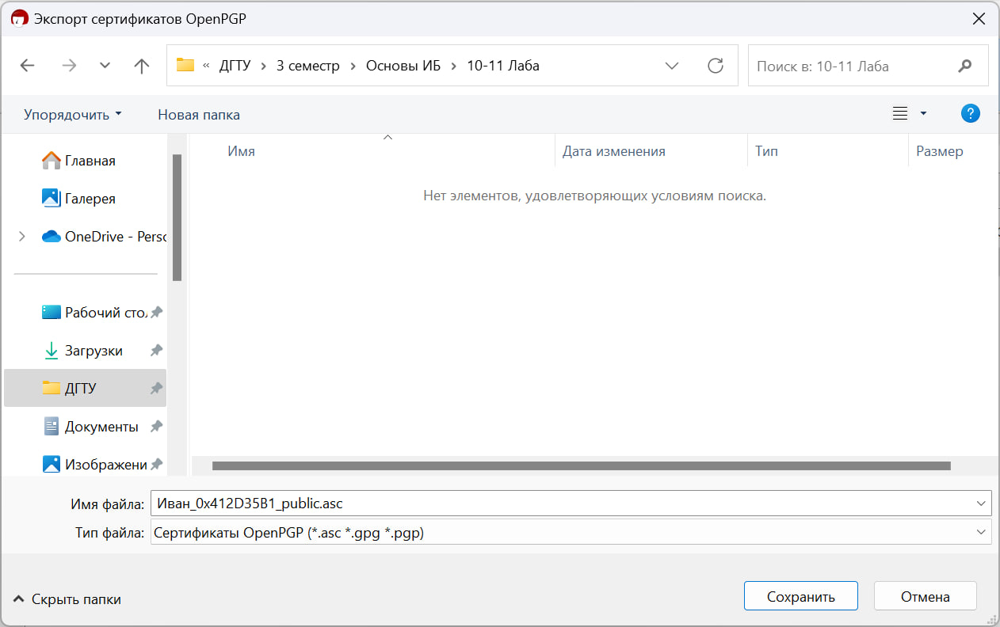 Экспорт сертификатов OpenPGP
« ДГТУ › 3 семестр › Основы ИБ › 10-11 Лаба
Поиск в: 10-11 Лаба
Упорядочить
Новая папка
?
Имя
Дата изменения
Тип
Размер
Нет элементов, удовлетворяющих условиям поиска.
Главная
Галерея
OneDrive - Perso
Рабочий стол
Загрузки
ДГТУ
Документы
Изображени
Имя файла: Иван_0x412D35B1_public.asc
Тип файла: Сертификаты OpenPGP (*.asc *.gpg *.pgp)
Скрыть папки
Сохранить
Отмена